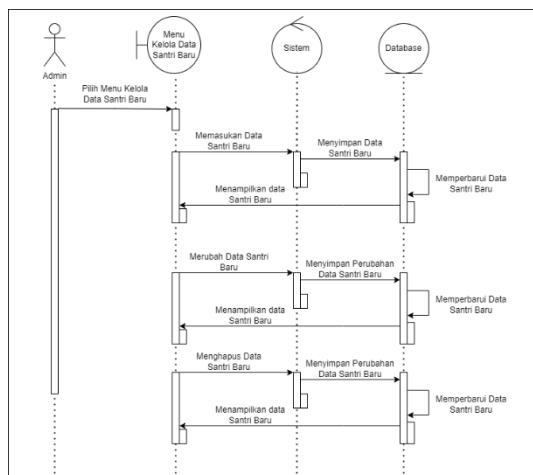 Menu
Kelola Data
Santri Baru
Sistem
Database
Admin
Pilih Menu Kelola
Data Santri Baru
Memasukan Data
Santri Baru
Menyimpan Data
Santri Baru
Memperbarui Data
Santri Baru
Menampilkan data
Santri Baru
Merubah Data Santri
Baru
Menyimpan Perubahan
Data Santri Baru
Memperbarui Data
Santri Baru
Menampilkan data
Santri Baru
Menghapus Data
Santri Baru
Menyimpan Perubahan
Data Santri Baru
Memperbarui Data
Santri Baru
Menampilkan data
Santri Baru